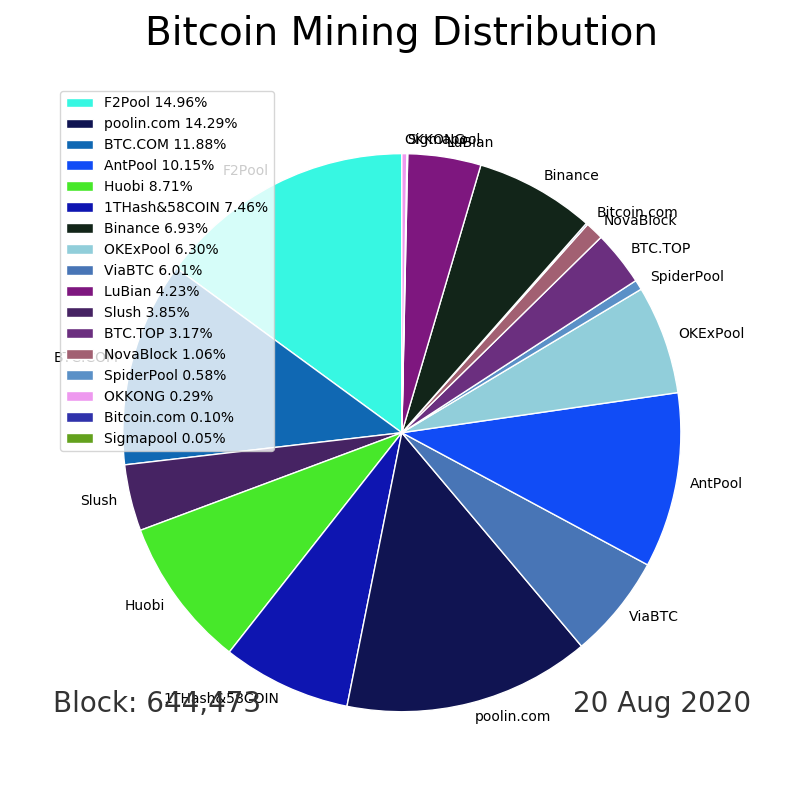 Bitcoin Mining Distribution
F2Pool 14.96%
poolin.com 14.29%
BTC.COM 11.88%
AntPool 10.15%
Huobi 8.71%
1THash&58COIN 7.46%
Binance 6.93%
OKExPool 6.30%
ViaBTC 6.01%
LuBian 4.23%
Slush 3.85%
BTC.TOP 3.17%
NovaBlock 1.06%
SpiderPool 0.58%
OKKONG 0.29%
Bitcoin.com 0.10%
Sigmapool 0.05%
OKKONG
Sigmapool
LuBian
F2Pool
Binance
Bitcoin.com
NovaBlock
BTC.TOP
SpiderPool
OKExPool
AntPool
Slush
Huobi
ViaBTC
1THash&58COIN
poolin.com
Block: 644,473
20 Aug 2020